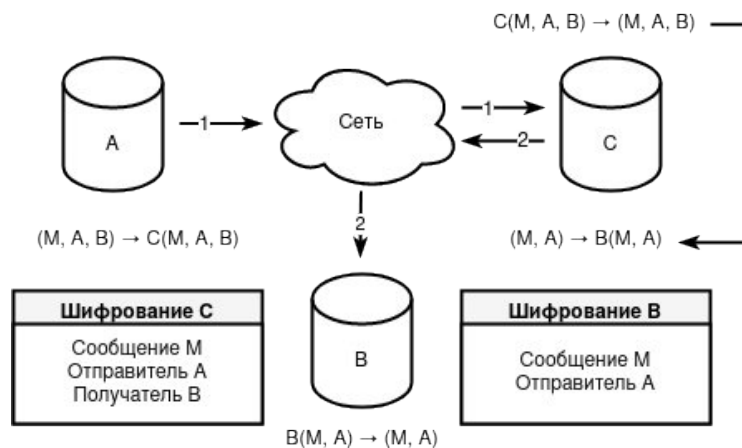 C(M, A, B) → (M, A, B)
A
1
Сеть
1
2
C
2
(M, A, B) → C(M, A, B)
(M, A) → B(M, A)
Шифрование C
Сообщение M
Отправитель A
Получатель B
B
Шифрование B
Сообщение M
Отправитель A
B(M, A) → (M, A)